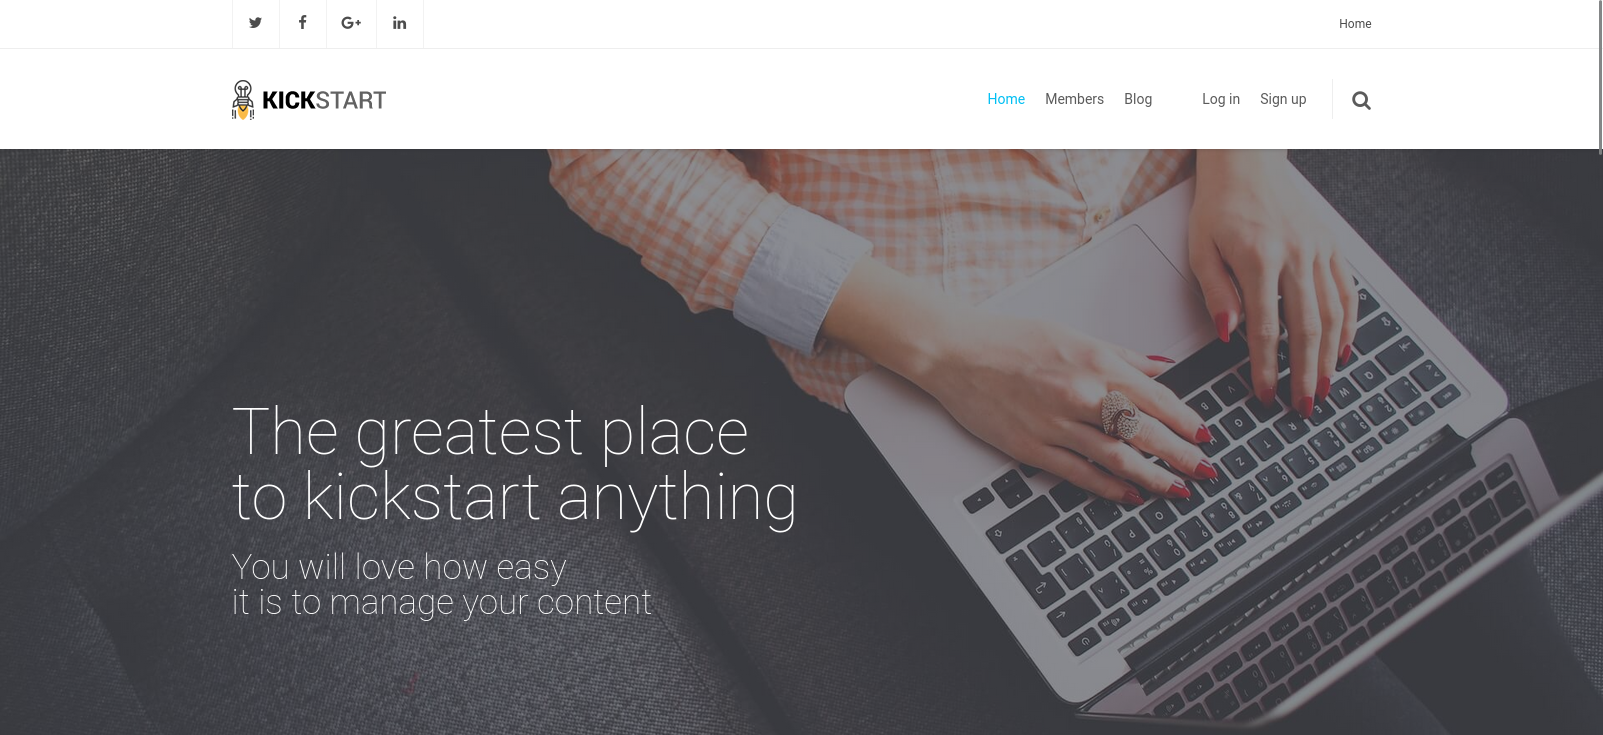 Home
KICKSTART
Home Members Blog Log in Sign up
The greatest place
to kickstart anything
You will love how easy
it is to manage your content